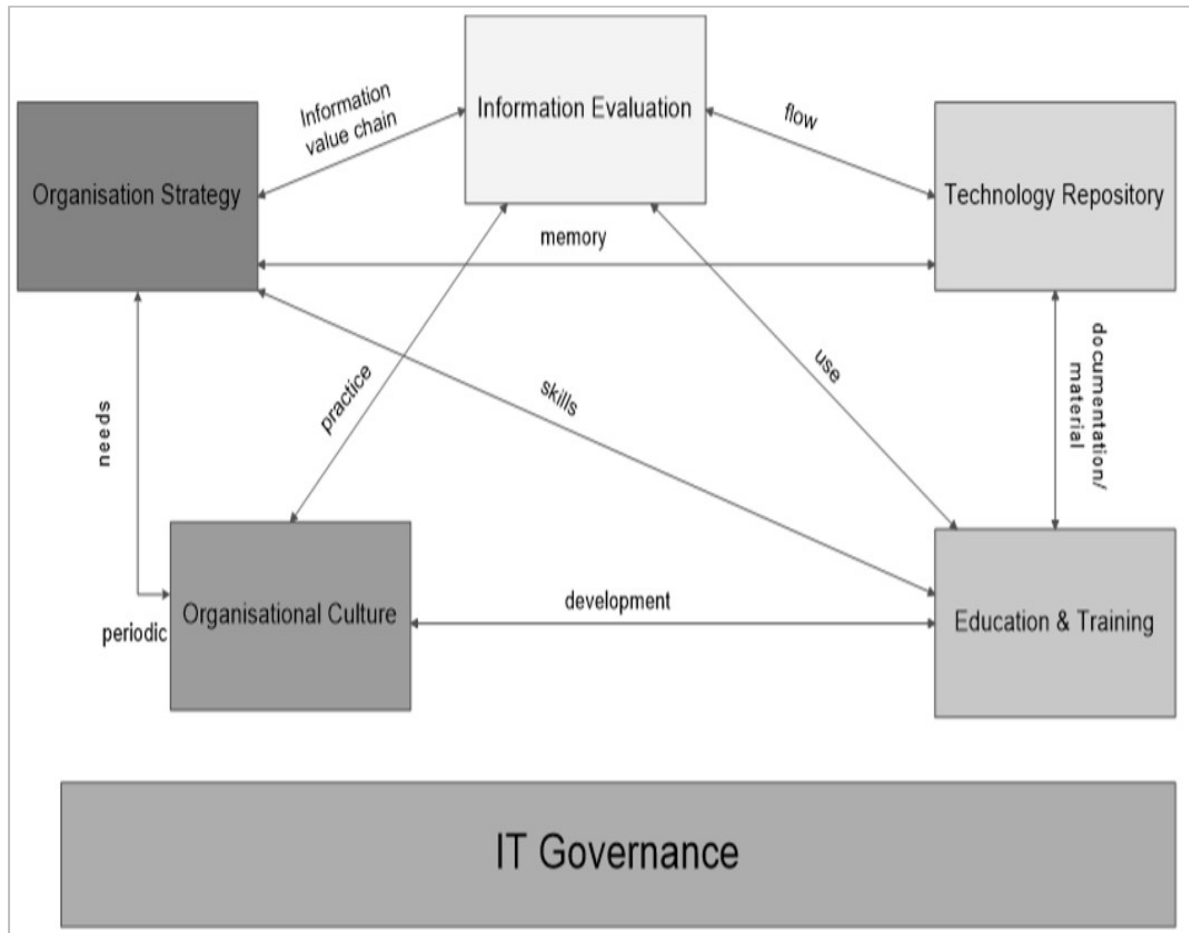 Information Evaluation
Information
value chain
flow
Organisation Strategy
Technology Repository
memory
needs
practice
skills
use
documentation/
material
development
periodic
Organisational Culture
Education & Training
IT Governance